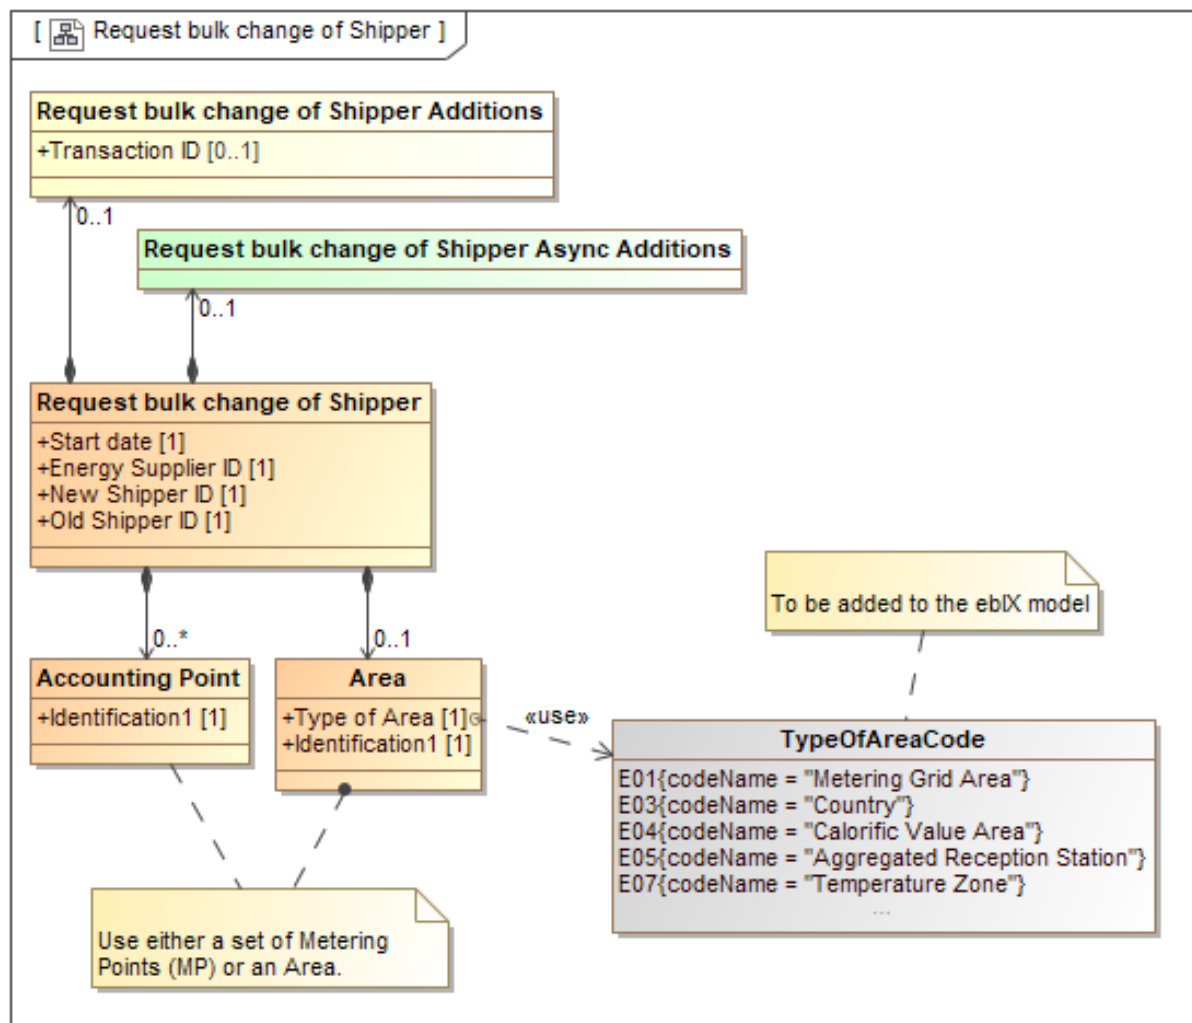 [ Request bulk change of Shipper ]
Request bulk change of Shipper Additions
+Transaction ID [0..1]
0..1
Request bulk change of Shipper Async Additions
0..1
Request bulk change of Shipper
+Start date [1]
+Energy Supplier ID [1]
+New Shipper ID [1]
+Old Shipper ID [1]
0..*
0..1
Accounting Point
+Identification1 [1]
Area
+Type of Area [1]
+Identification1 [1]
«use»
To be added to the ebIX model
TypeOfAreaCode
E01{codeName = "Metering Grid Area"}
E03{codeName = "Country"}
E04{codeName = "Calorific Value Area"}
E05{codeName = "Aggregated Reception Station"}
E07{codeName = "Temperature Zone"}
...
Use either a set of Metering
Points (MP) or an Area.